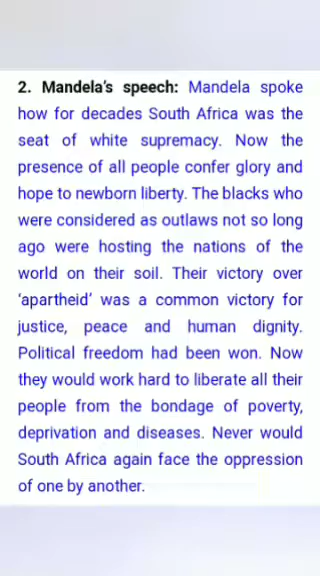 2. Mandela's speech: Mandela spoke
how for decades South Africa was the
seat of white supremacy. Now the
presence of all people confer glory and
hope to newborn liberty. The blacks who
were considered as outlaws not so long
ago were hosting the nations of the
world on their soil. Their victory over
'apartheid' was a common victory for
justice, peace and human dignity.
Political freedom had been won. Now
they would work hard to liberate all their
people from the bondage of poverty,
deprivation and diseases. Never would
South Africa again face the oppression
of one by another.